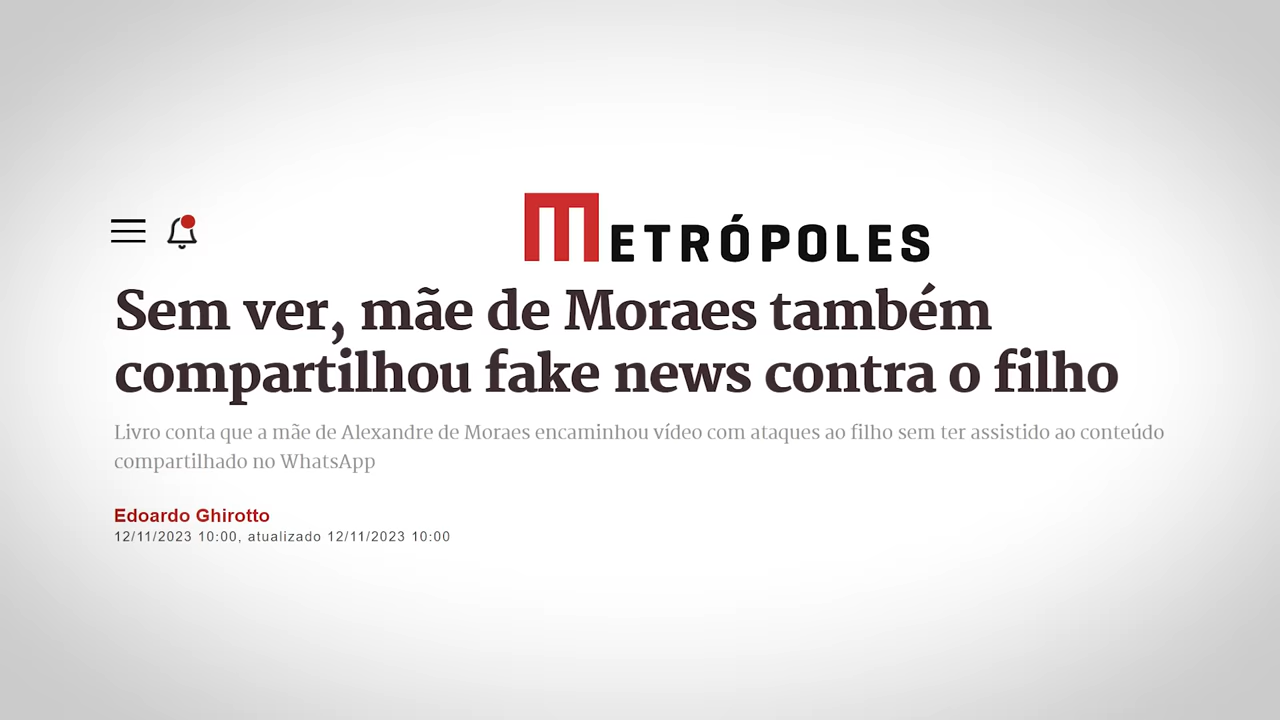 METRÓPOLES
Sem ver, mãe de Moraes também
compartilhou fake news contra o filho
Livro conta que a mãe de Alexandre de Moraes encaminhou vídeo com ataques ao filho sem ter assistido ao conteúdo
compartilhado no WhatsApp
Edoardo Ghirotto
12/11/2023 10:00, atualizado 12/11/2023 10:00